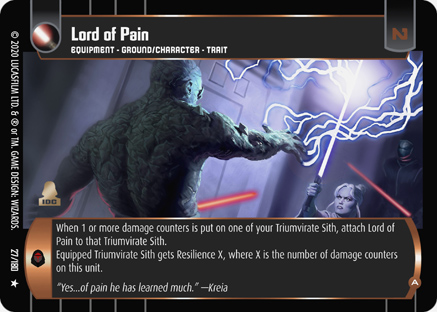 Lord of Pain
EQUIPMENT - GROUND/CHARACTER - TRAIT
N
© 2020 LUCASFILM LTD. & ® or TM. GAME DESIGN: WIZARDS.
27/180
IDC
When 1 or more damage counters is put on one of your Triumvirate Sith, attach Lord of
Pain to that Triumvirate Sith.
Equipped Triumvirate Sith gets Resilience X, where X is the number of damage counters
on this unit.
"Yes...of pain he has learned much." —Kreia
A